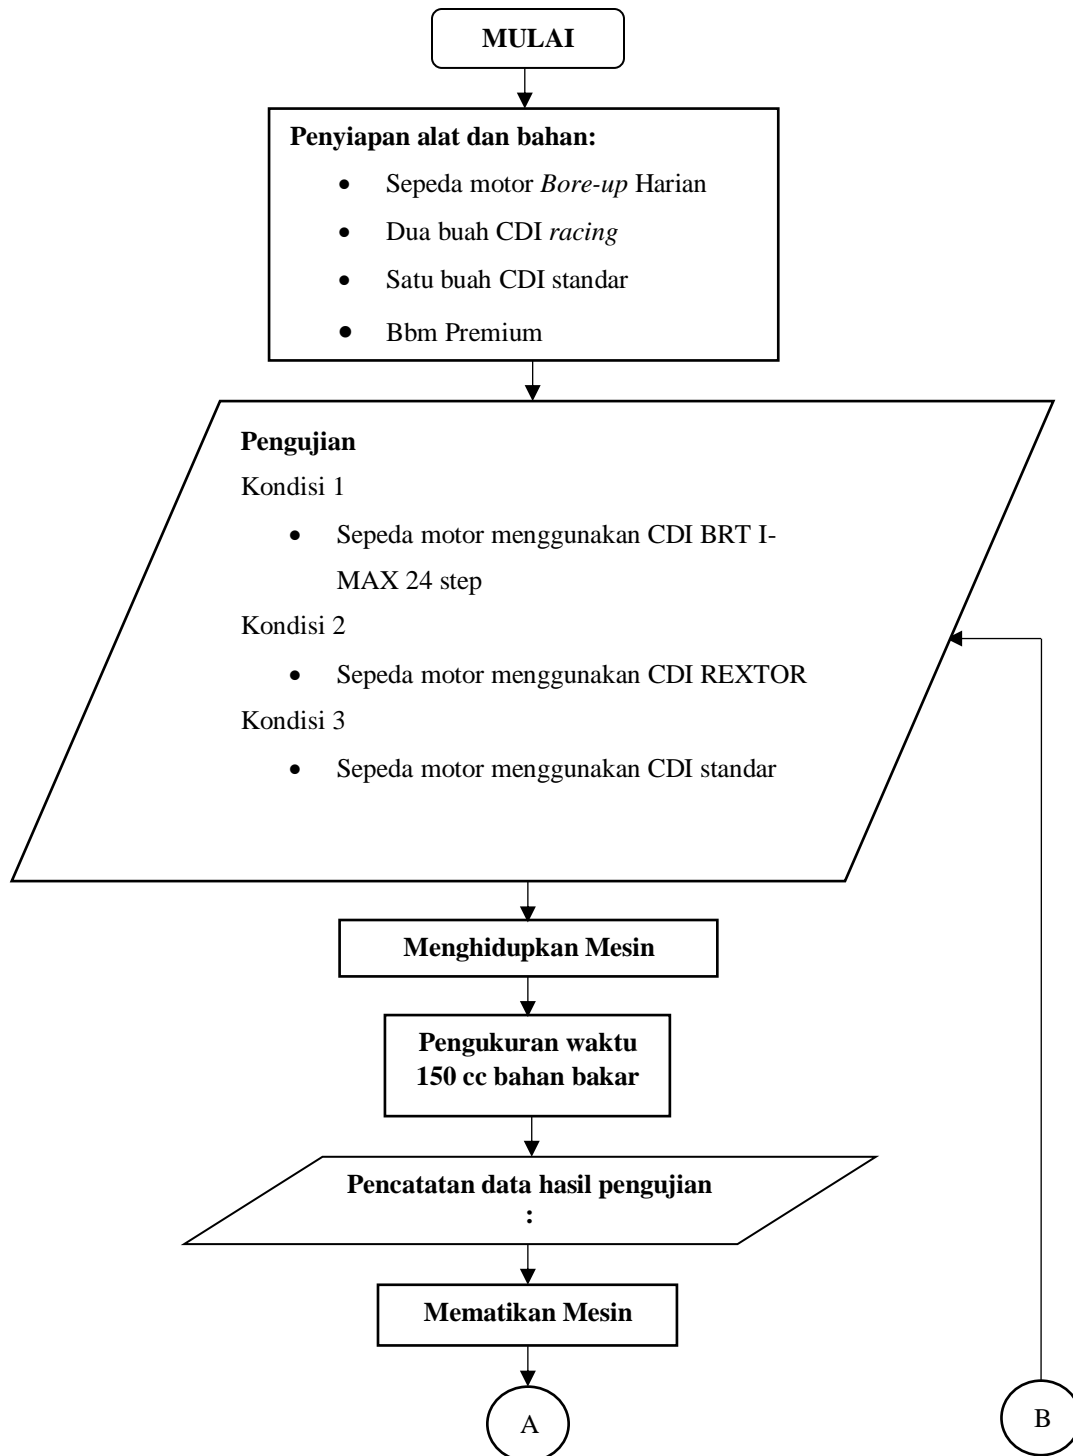 MULAI
Penyiapan alat dan bahan:
• Sepeda motor Bore-up Harian
• Dua buah CDI racing
• Satu buah CDI standar
• Bbm Premium
Pengujian
Kondisi 1
• Sepeda motor menggunakan CDI BRT I-
MAX 24 step
Kondisi 2
• Sepeda motor menggunakan CDI REXTOR
Kondisi 3
• Sepeda motor menggunakan CDI standar
Menghidupkan Mesin
Pengukuran waktu
150 cc bahan bakar
Pencatatan data hasil pengujian
:
Mematikan Mesin
A
B